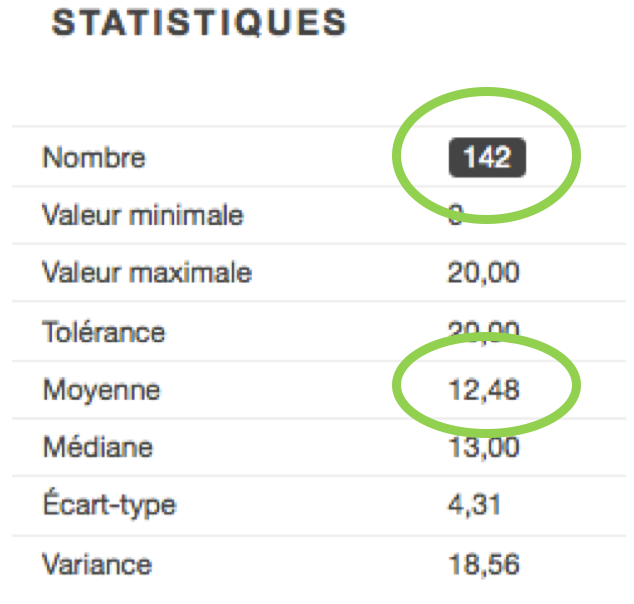 STATISTIQUES
Nombre 142
Valeur minimale
Valeur maximale 20,00
Tolérance 20,00
Moyenne 12,48
Médiane 13,00
Écart-type 4,31
Variance 18,56